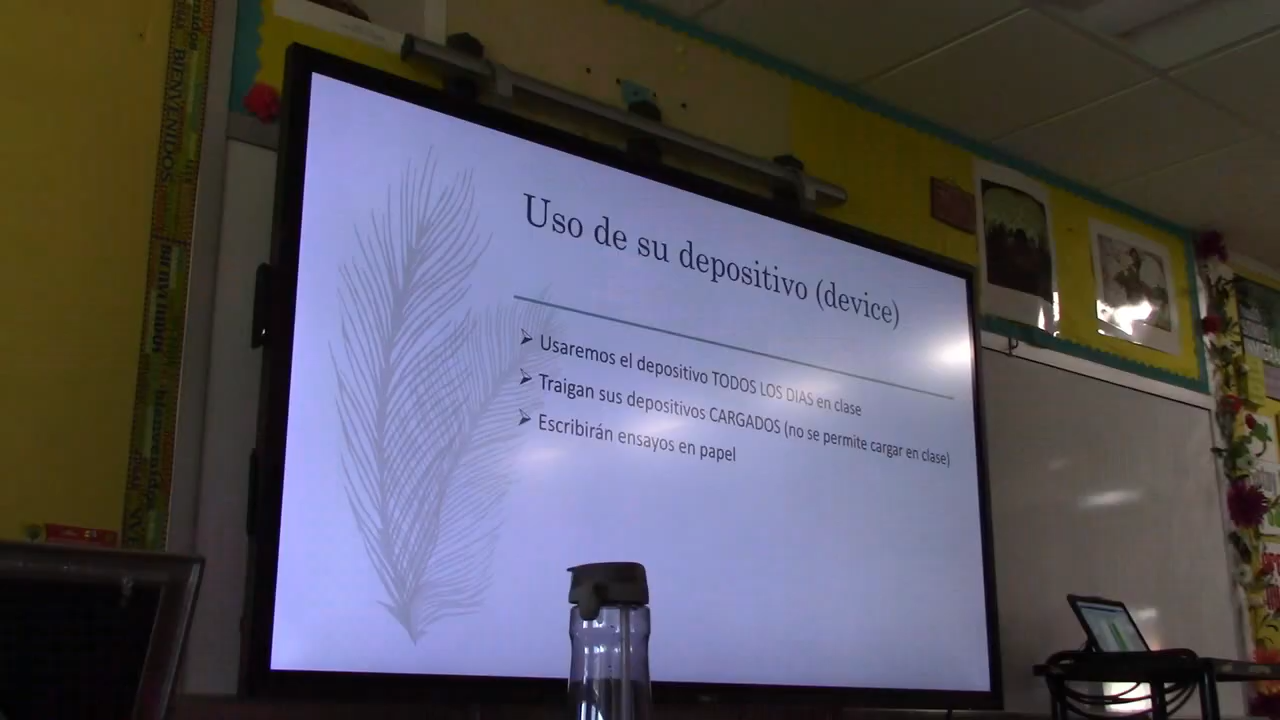 Uso de su depositivo (device)
Usaremos el depositivo TODOS LOS DIAS en clase
Traigan sus depositivos CARGADOS (no se permite cargar en clase)
Escribirán ensayos en papel
BIENVENIDOS